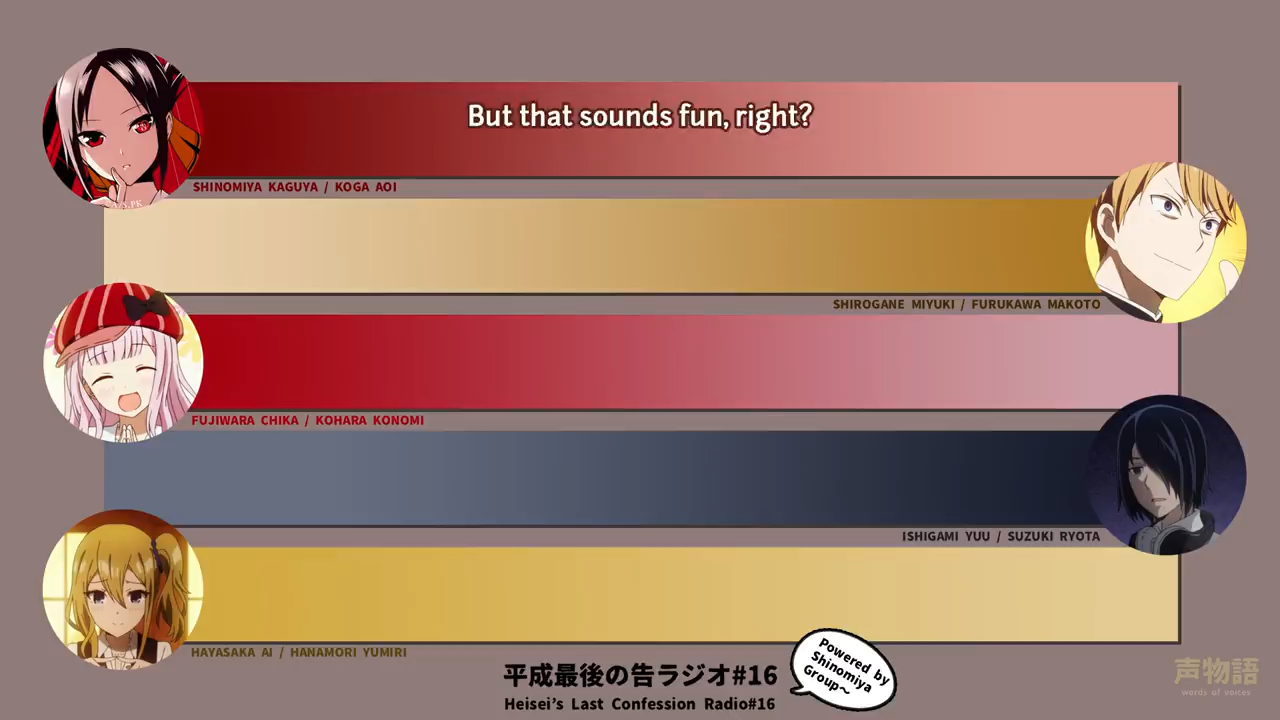 But that sounds fun, right?
SHINOMIYA KAGUYA / KOGA AOI
SHIROGANE MIYUKI / FURUKAWA MAKOTO
FUJIWARA CHIKA / KOHARA KONOMI
ISHIGAMI YUU / SUZUKI RYOTA
HAYASAKA AI / HANAMORI YUMIRI
平成最後の告ラジオ#16
Heisei's Last Confession Radio#16
Powered by
Shinomiya
Group~
声物語
words of voices